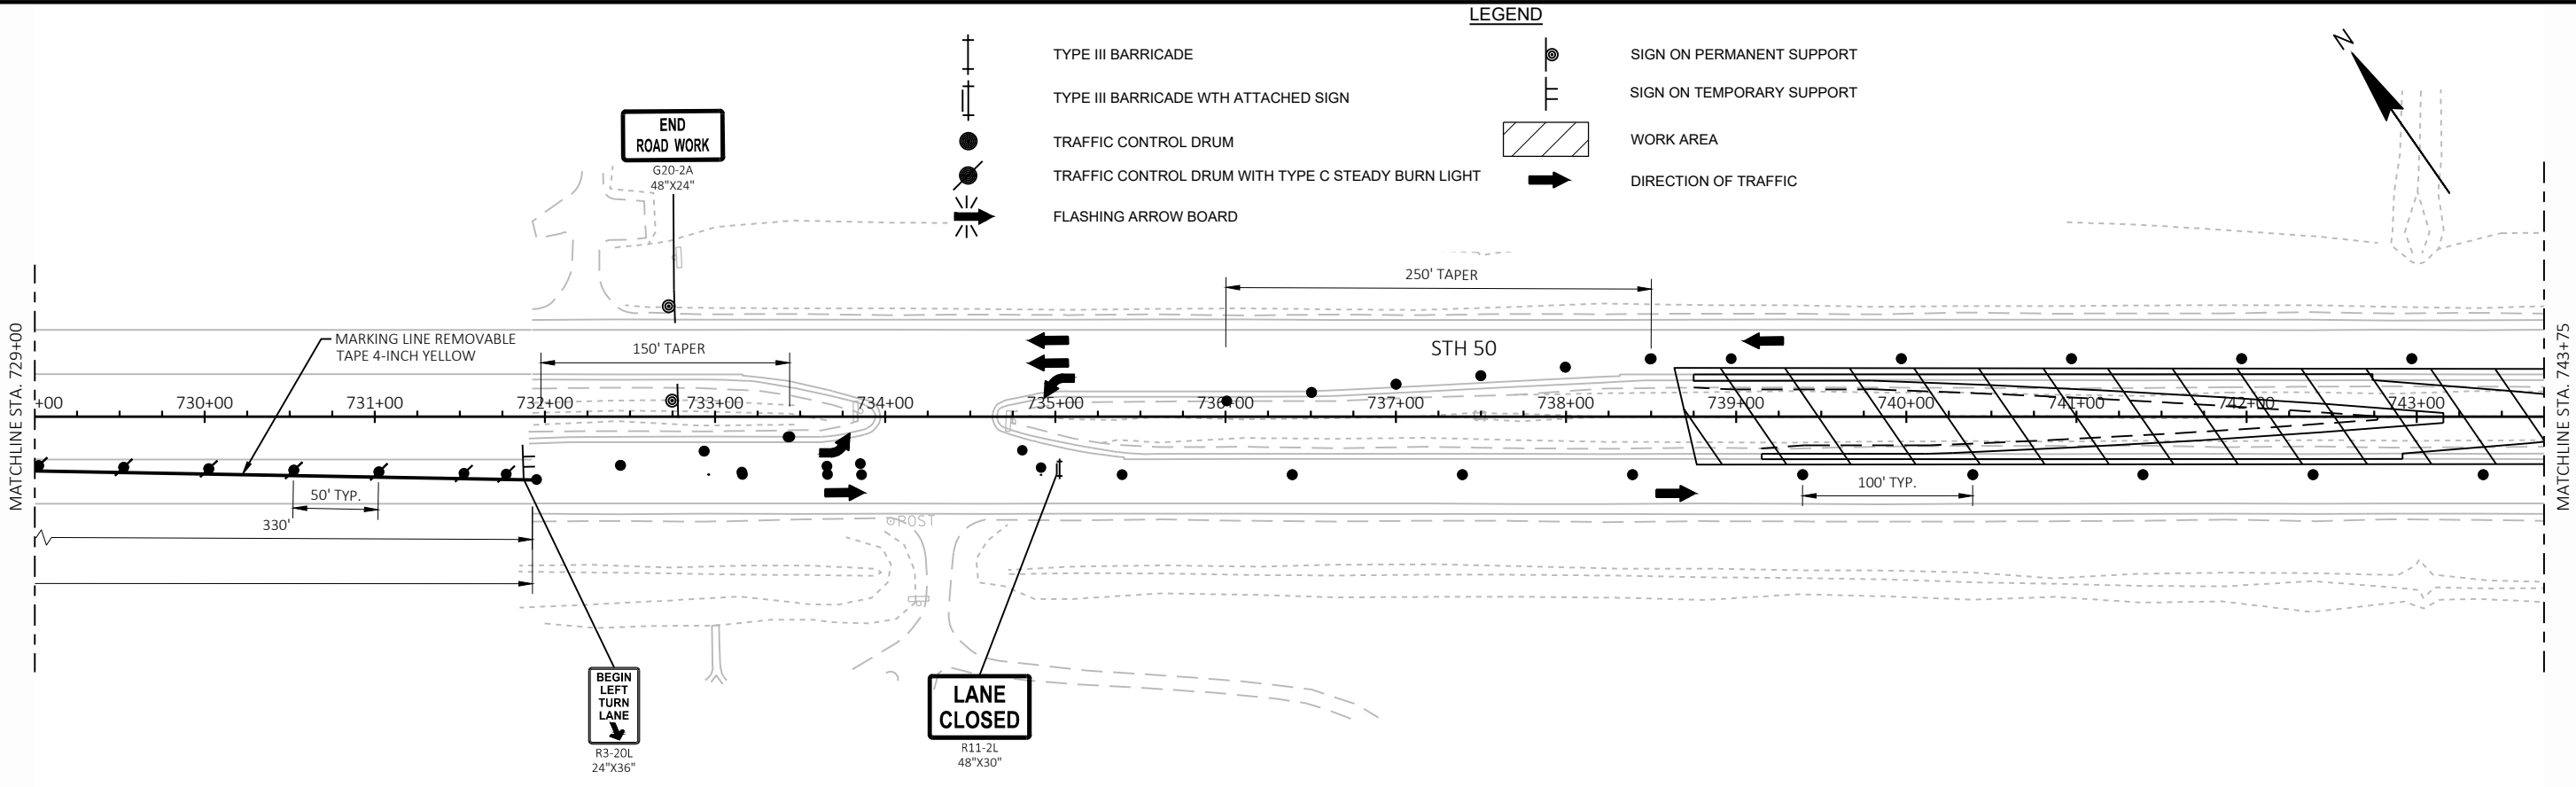 LEGEND
TYPE III BARRICADE
TYPE III BARRICADE WTH ATTACHED SIGN
TRAFFIC CONTROL DRUM
TRAFFIC CONTROL DRUM WITH TYPE C STEADY BURN LIGHT
FLASHING ARROW BOARD
SIGN ON PERMANENT SUPPORT
SIGN ON TEMPORARY SUPPORT
WORK AREA
DIRECTION OF TRAFFIC
N
END
ROAD WORK
G20-2A
48"X24"
MATCHLINE STA. 729+00
MARKING LINE REMOVABLE
TAPE 4-INCH YELLOW
150' TAPER
250' TAPER
STH 50
+00
730+00
731+00
732+00
733+00
734+00
735+00
736+00
737+00
738+00
739+00
740+00
741+00
742+00
743+00
50' TYP.
330'
100' TYP.
POST
BEGIN
LEFT
TURN
LANE
R3-20L
24"X36"
LANE
CLOSED
R11-2L
48"X30"
MATCHLINE STA. 743+75